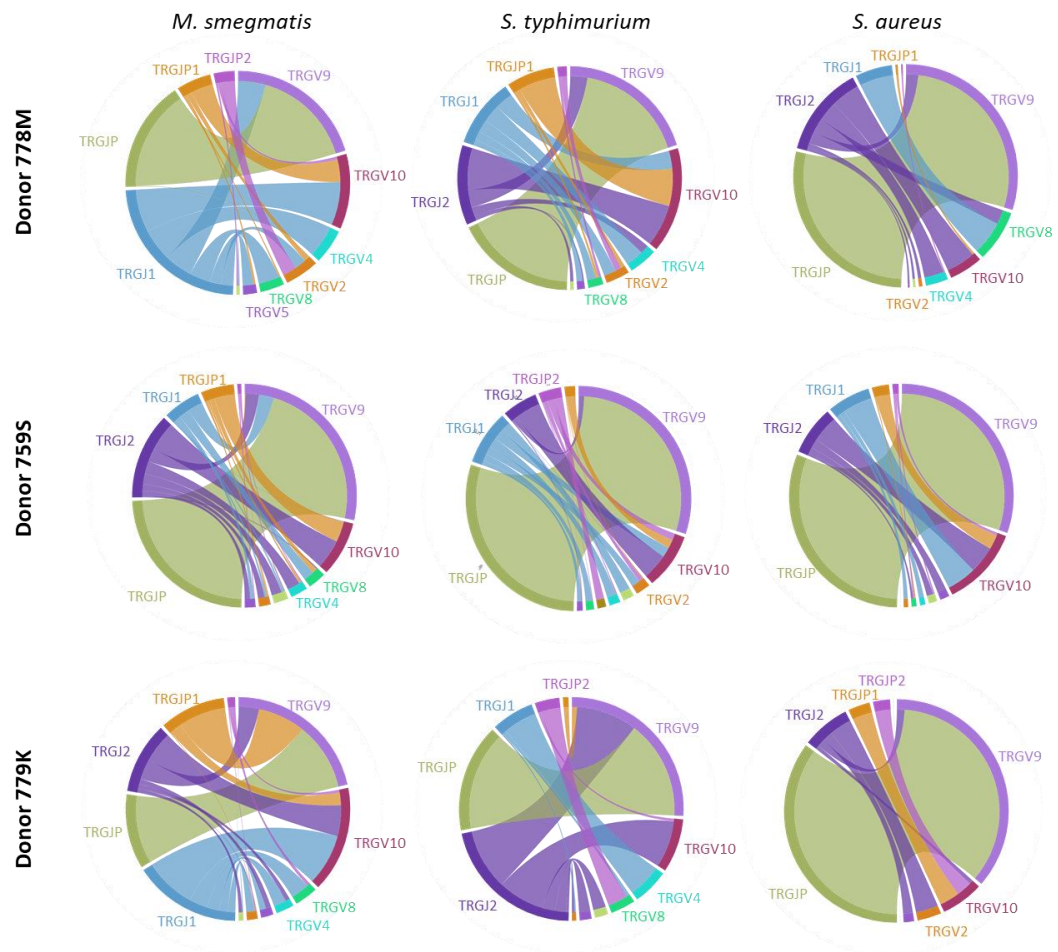 M. smegmatis
S. typhimurium
S. aureus
Donor 778M
TRGJP2
TRGJP1
TRGV9
TRGJP
TRGV10
TRGV4
TRGJ1
TRGV2
TRGV8
TRGV5
TRGJP1
TRGV9
TRGJ1
TRGV10
TRGJ2
TRGV4
TRGJP
TRGV2
TRGV8
TRGJP1
TRGJ1
TRGJ2
TRGV9
TRGV8
TRGJP
TRGV10
TRGV4
TRGV2
Donor 759S
TRGJP1
TRGJ1
TRGV9
TRGJ2
TRGV10
TRGV8
TRGJP
TRGV4
TRGJP2
TRGJ2
TRGV9
TRGJ1
TRGJP
TRGV10
TRGV2
TRGJ1
TRGV9
TRGJ2
TRGJP
TRGV10
Donor 779K
TRGJP1
TRGV9
TRGJ2
TRGJP
TRGV10
TRGV8
TRGJ1
TRGV4
TRGJP2
TRGJ1
TRGV9
TRGJP
TRGV10
TRGV4
TRGJ2
TRGV8
TRGJP2
TRGJP1
TRGJ2
TRGV9
TRGJP
TRGV10
TRGV2